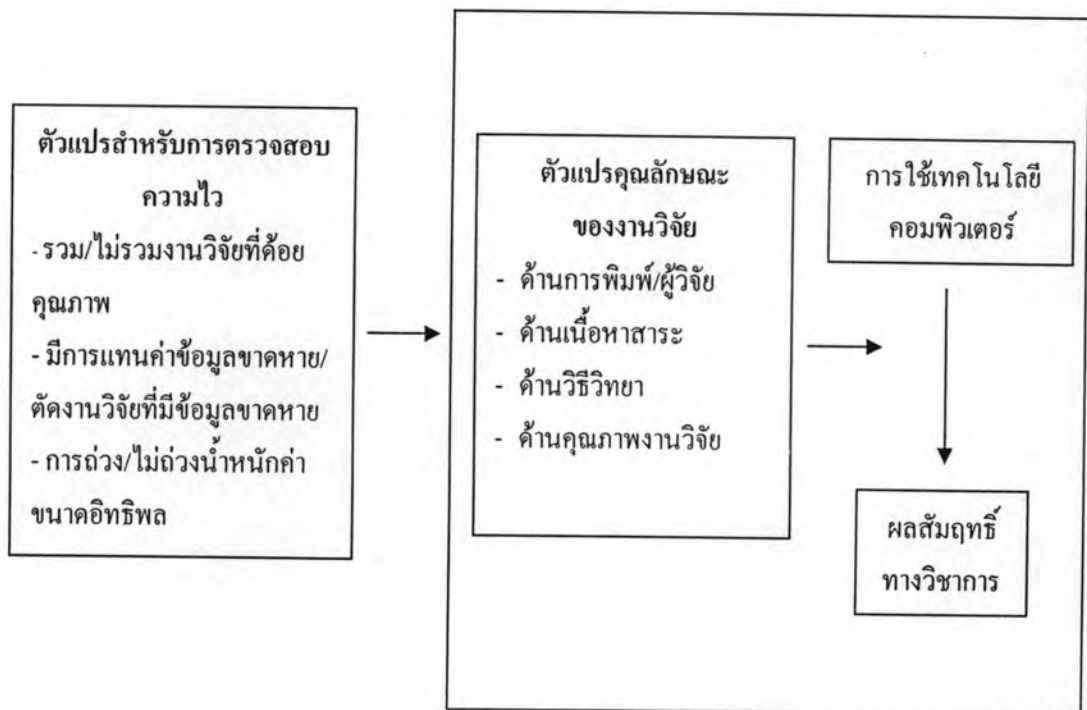 ตัวแปรสำหรับการตรวจสอบ
ความไว
- รวม/ไม่รวมงานวิจัยที่ด้อย
คุณภาพ
- มีการแทนค่าข้อมูลขาดหาย/
ตัดงานวิจัยที่มีข้อมูลขาดหาย
- การถ่วง/ไม่ถ่วงน้ำหนักค่า
ขนาดอิทธิพล
ตัวแปรคุณลักษณะ
ของงานวิจัย
- ด้านการพิมพ์/ผู้วิจัย
- ด้านเนื้อหาสาระ
- ด้านวิธีวิทยา
- ด้านคุณภาพงานวิจัย
การใช้เทคโนโลยี
คอมพิวเตอร์
ผลสัมฤทธิ์
ทางวิชาการ